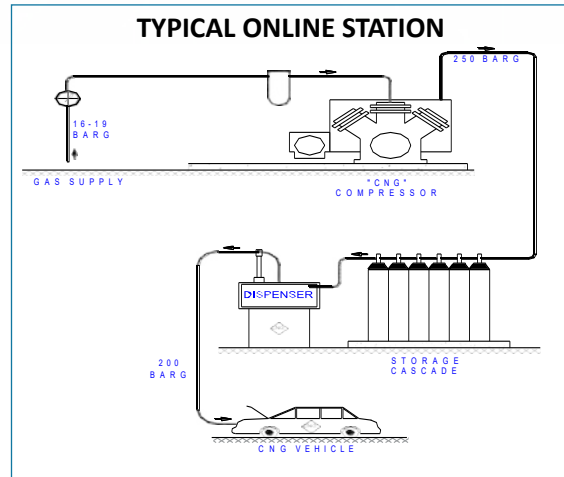 TYPICAL ONLINE STATION
250 BARG
16-19
BARG
GAS SUPPLY
"CNG"
COMPRESSOR
DISPENSER
200
BARG
STORAGE
CASCADE
CNG VEHICLE